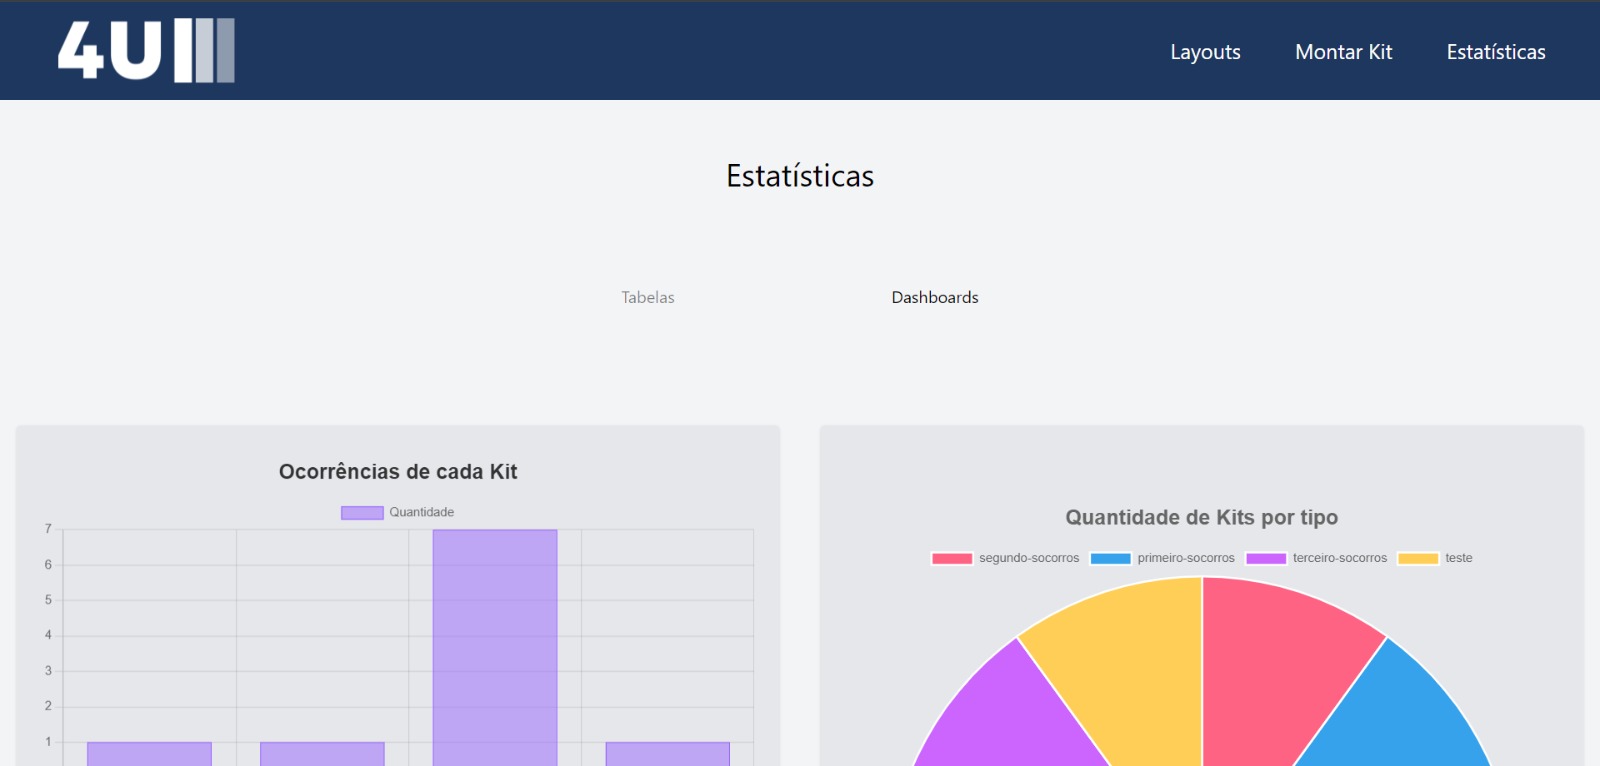 4U
Layouts Montar Kit Estatísticas
Estatísticas
Tabelas Dashboards
Ocorrências de cada Kit
Quantidade
7
6
5
4
3
2
1
Quantidade de Kits por tipo
segundo-socorros primeiro-socorros terceiro-socorros teste